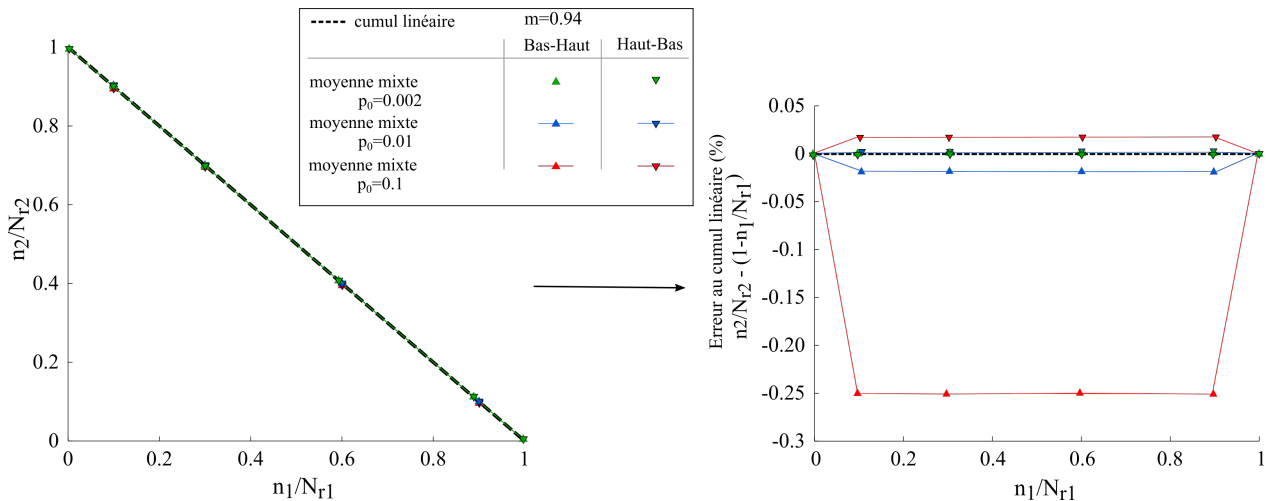 cumul linéaire m=0.94
Bas-Haut Haut-Bas
moyenne mixte
p₀=0.002
moyenne mixte
p₀=0.01
moyenne mixte
p₀=0.1
n₂/Nᵣ₂
1
0.8
0.6
0.4
0.2
0
0 0.2 0.4 0.6 0.8 1
n₁/Nᵣ₁
Erreur au cumul linéaire (%)
n2/Nᵣ₂ - (1-n₁/Nᵣ₁)
0.05
0
-0.05
-0.1
-0.15
-0.20
-0.25
-0.3
0 0.2 0.4 0.6 0.8 1
n₁/Nᵣ₁